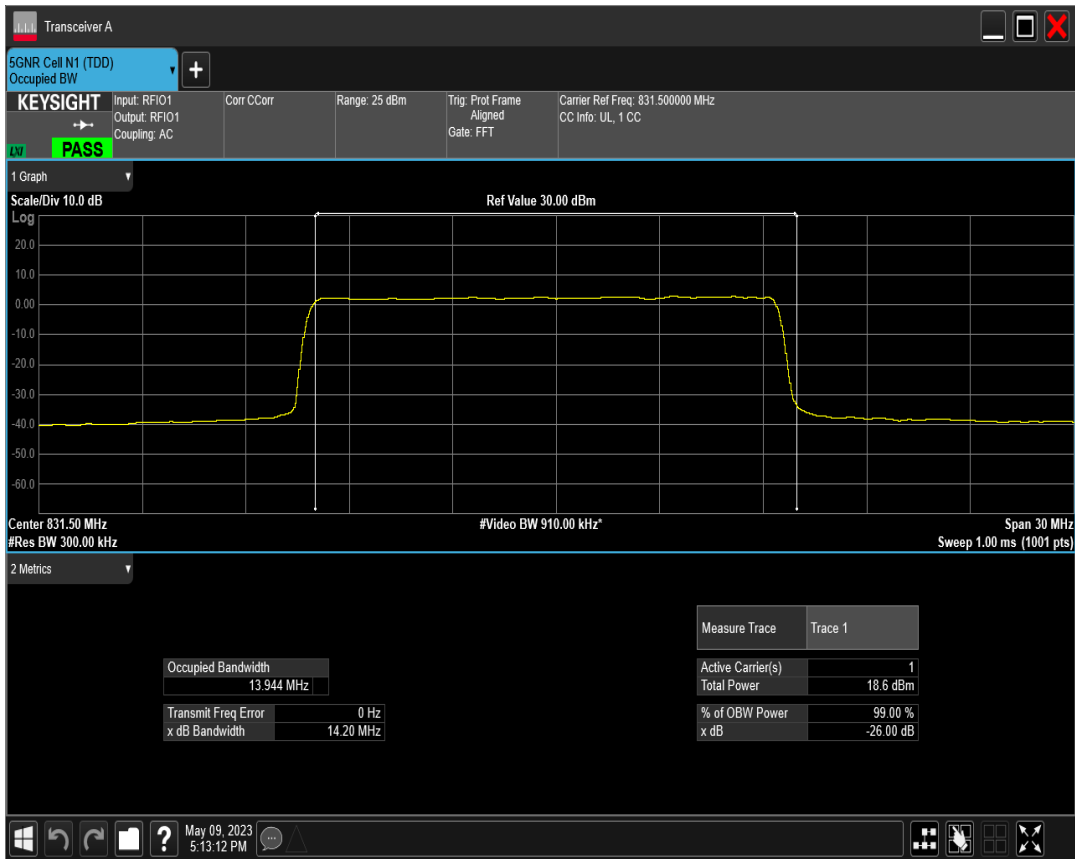 Transceiver A
5GNR Cell N1 (TDD)
Occupied BW
+
KEYSIGHT
LXI
PASS
Input: RFIO1
Output: RFIO1
Coupling: AC
Corr CCorr
Range: 25 dBm
Trig: Prot Frame
Aligned
Gate: FFT
Carrier Ref Freq: 831.500000 MHz
CC Info: UL, 1 CC
1 Graph
Scale/Div 10.0 dB
Ref Value 30.00 dBm
Log
20.0
10.0
0.00
-10.0
-20.0
-30.0
-40.0
-50.0
-60.0
Center 831.50 MHz
#Video BW 910.00 kHz*
Span 30 MHz
#Res BW 300.00 kHz
Sweep 1.00 ms (1001 pts)
2 Metrics
Measure Trace Trace 1
Occupied Bandwidth
13.944 MHz
Active Carrier(s) 1
Total Power 18.6 dBm
Transmit Freq Error 0 Hz
x dB Bandwidth 14.20 MHz
% of OBW Power 99.00 %
x dB -26.00 dB
?
May 09, 2023
5:13:12 PM